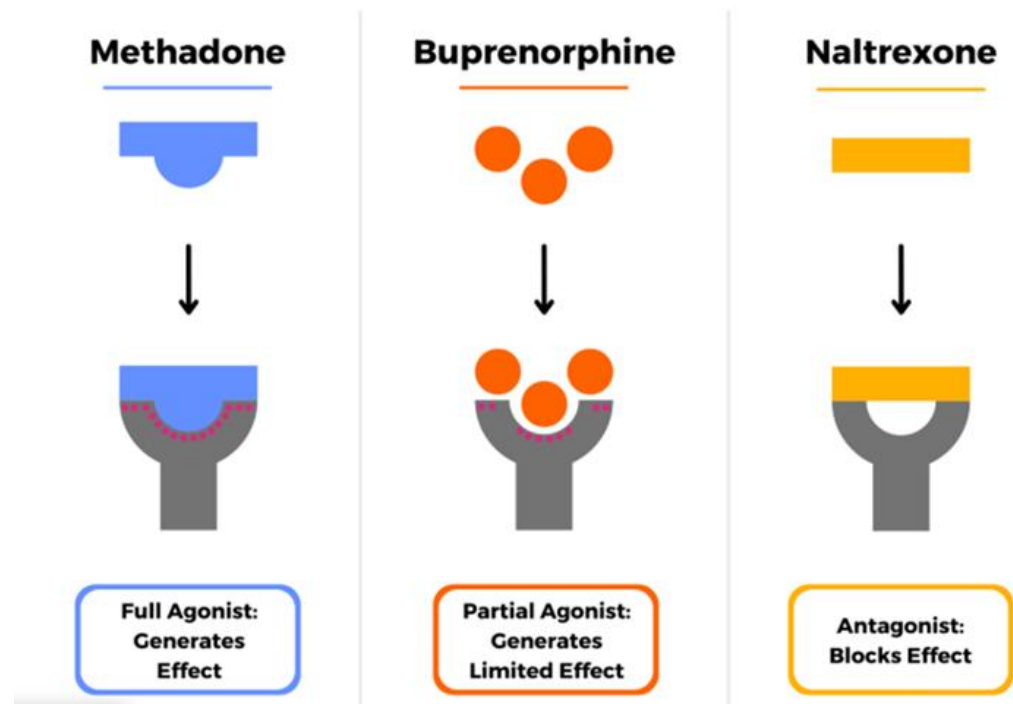 Methadone
Buprenorphine
Naltrexone
Full Agonist:
Generates
Effect
Partial Agonist:
Generates
Limited Effect
Antagonist:
Blocks Effect